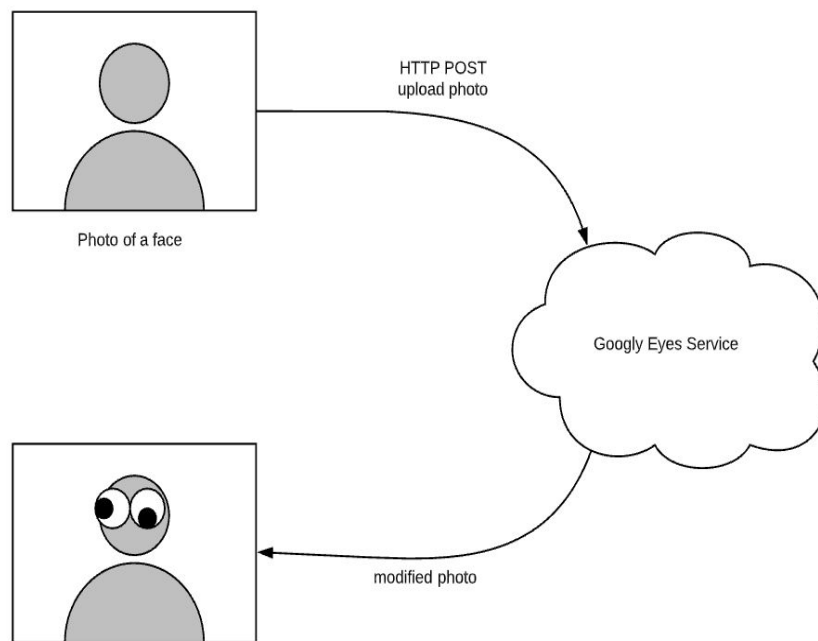 HTTP POST
upload photo
Photo of a face
Googly Eyes Service
modified photo